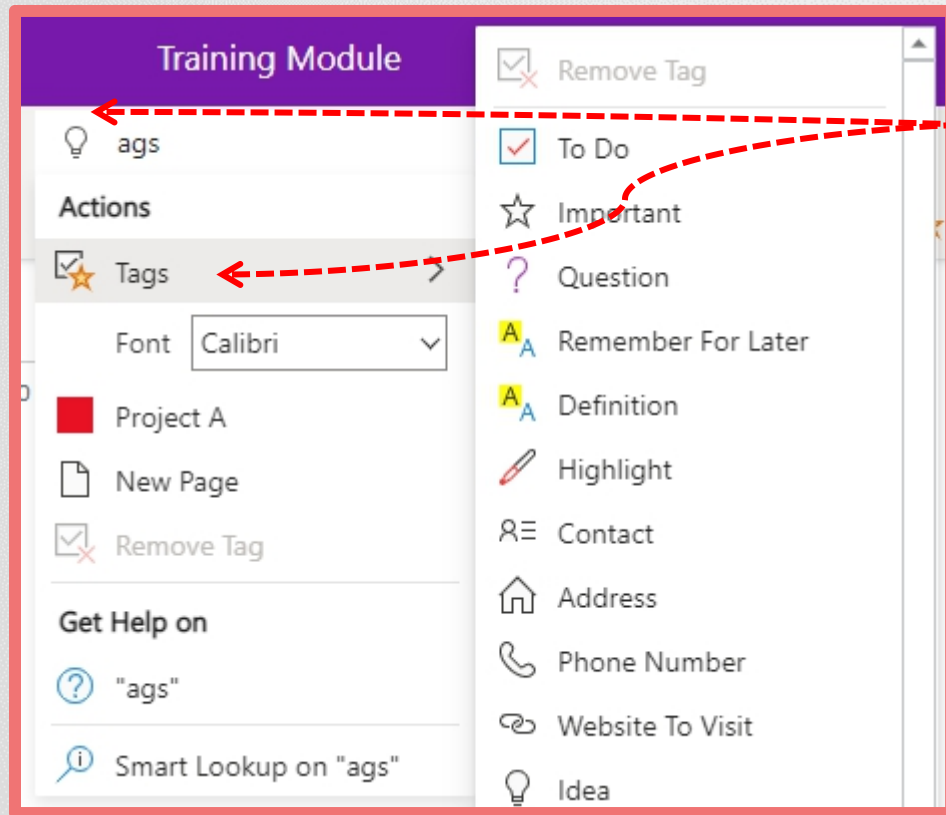 Training Module
ags
Actions
Tags
Font Calibri
Project A
New Page
Remove Tag
Get Help on
"ags"
Smart Lookup on "ags"
Remove Tag
To Do
Important
Question
Remember For Later
Definition
Highlight
Contact
Address
Phone Number
Website To Visit
Idea